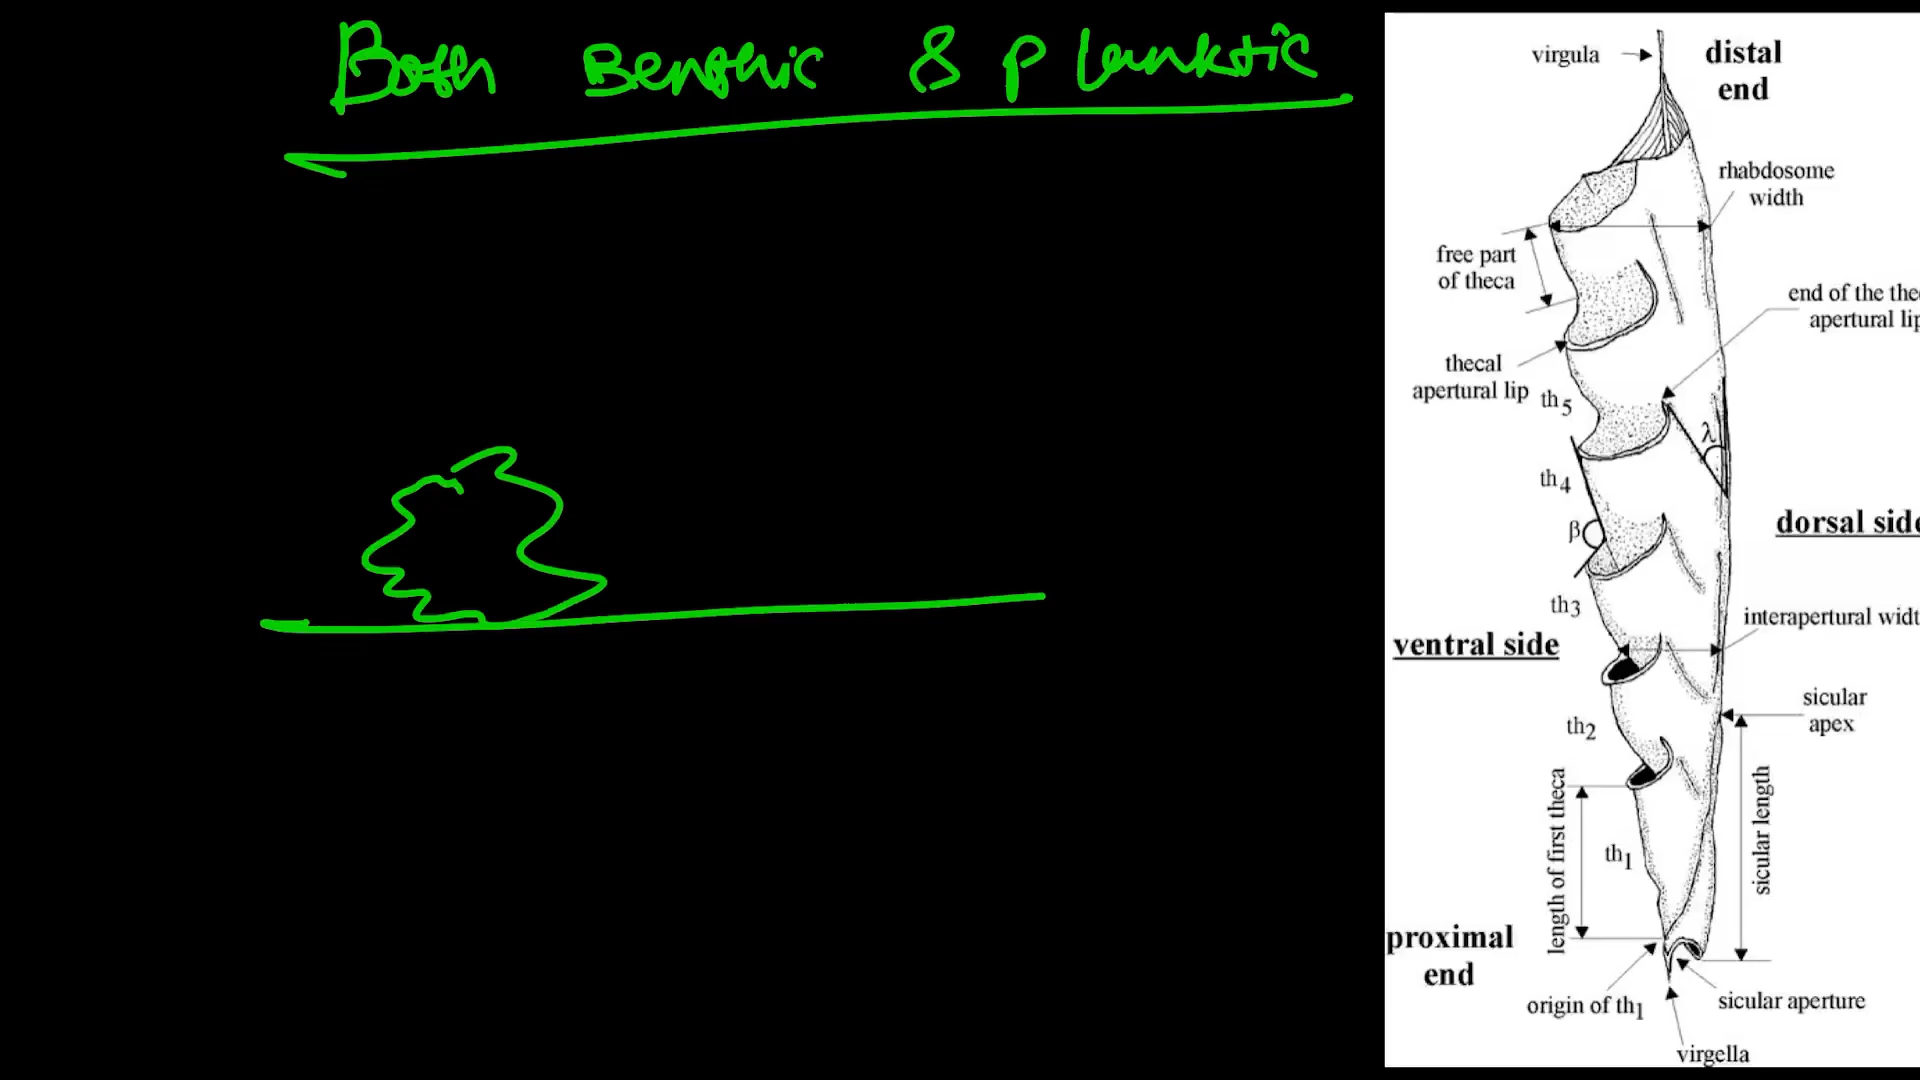 Both Benthic & Planktic
virgula
distal
end
rhabdosome
width
free part
of theca
end of the the
apertural lip
thecal
apertural lip
th5
λ
th4
β
dorsal side
th3
interapertural widt
ventral side
sicular
apex
th2
length of first theca
sicular length
th1
proximal
end
origin of th1
sicular aperture
virgella